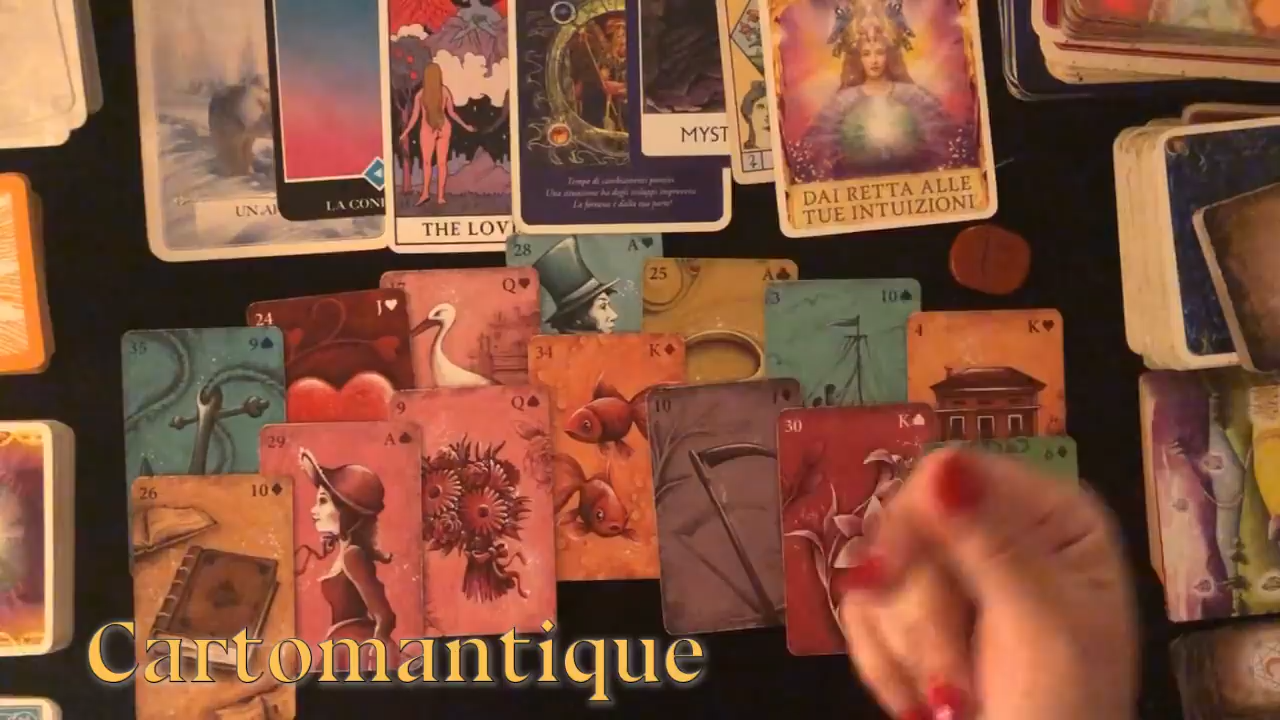 UN A
LA CON
THE LOV
Tempo di cambiamenti positivi
Una situazione ha degli sviluppi improvvisi
La fortuna è dalla tua parte!
MYST
DAI RETTA ALLE
TUE INTUIZIONI
28 A
25 A
Q
24 J
3 10
4 K
35 9
34 K
9 Q
10 J
30 K
6
29 A
26 10
Cartomantique